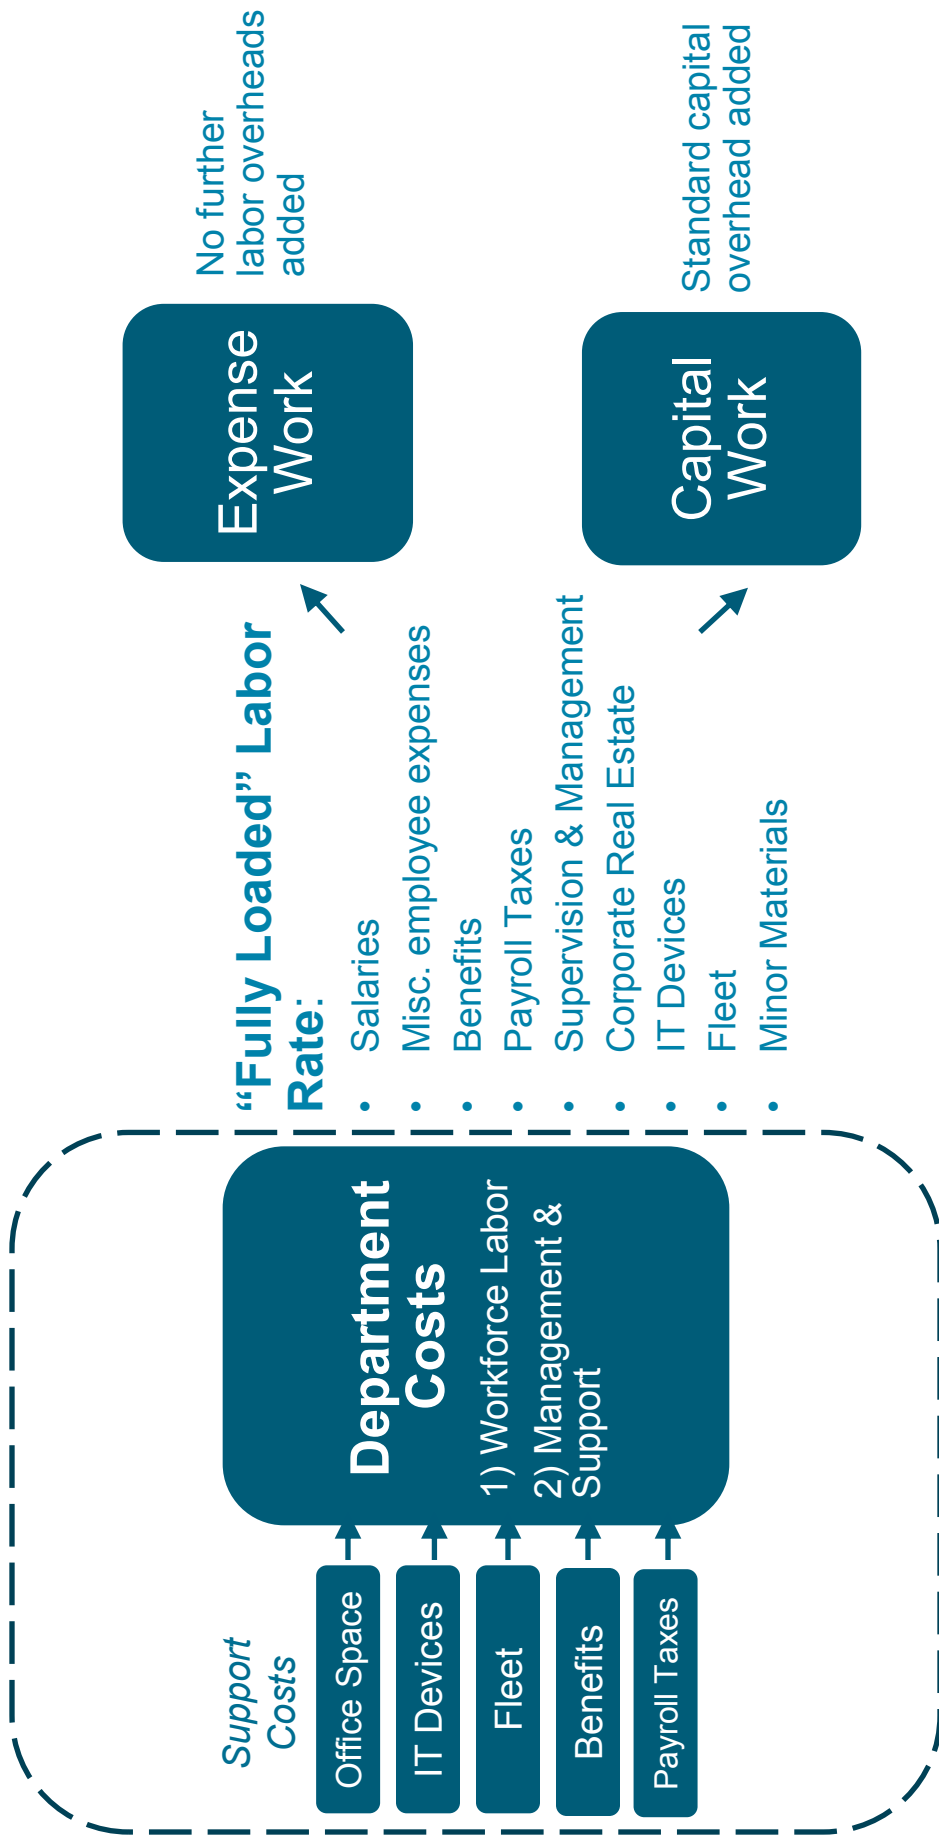 Support
Costs
Office Space
IT Devices
Fleet
Benefits
Payroll Taxes
Department
Costs
1) Workforce Labor
2) Management &
Support
“Fully Loaded” Labor
Rate:
• Salaries
• Misc. employee expenses
• Benefits
• Payroll Taxes
• Supervision & Management
• Corporate Real Estate
• IT Devices
• Fleet
• Minor Materials
Expense
Work
No further
labor overheads
added
Capital
Work
Standard capital
overhead added